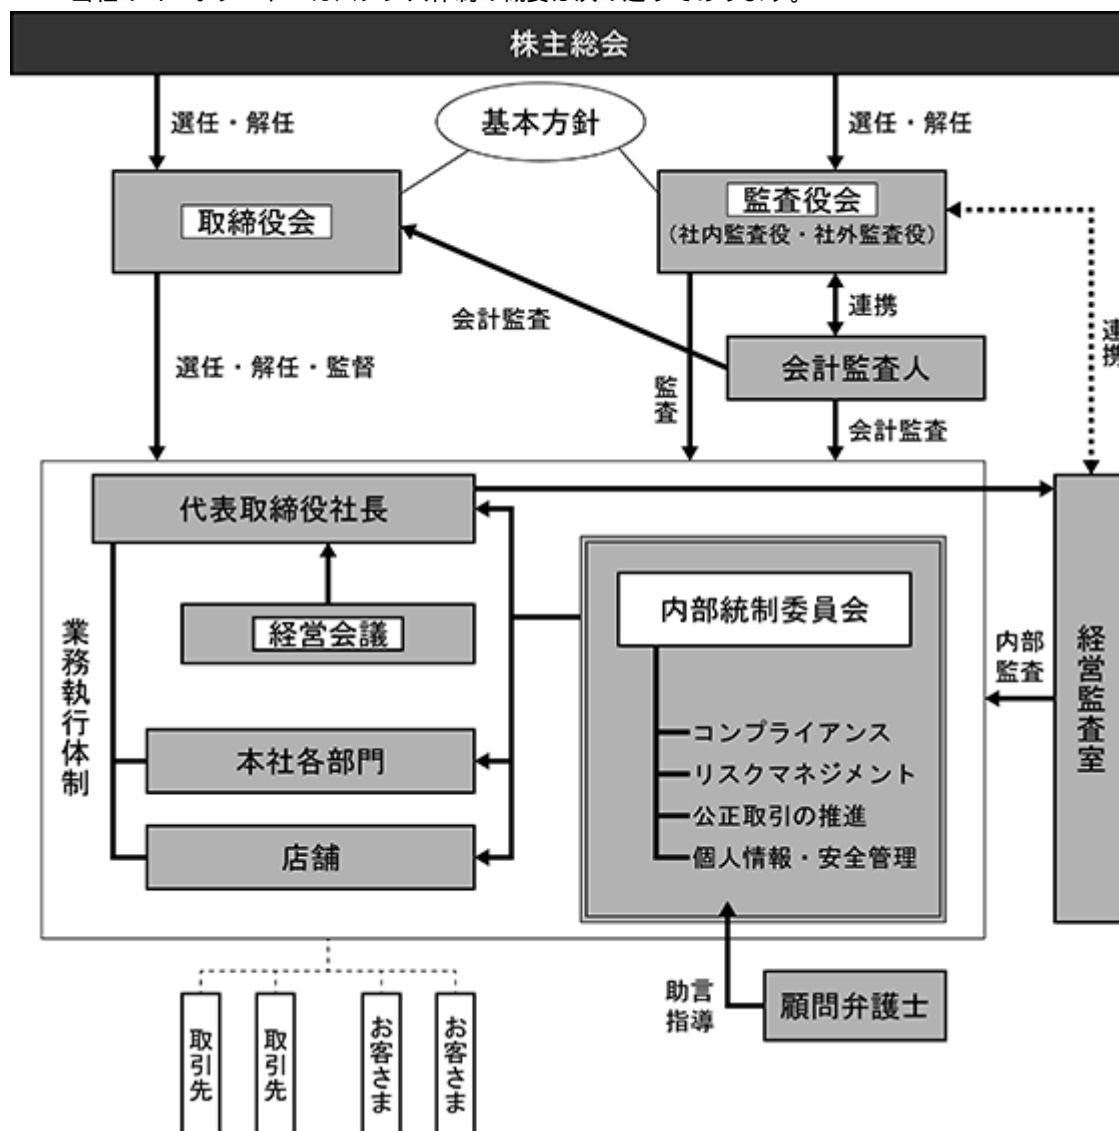 株主総会
選任・解任
基本方針
選任・解任
取締役会
監査役会
(社内監査役・社外監査役)
会計監査
連携
連携
選任・解任・監督
監査
会計監査人
会計監査
代表取締役社長
経営会議
業務執行体制
本社各部門
店舗
内部統制委員会
コンプライアンス
リスクマネジメント
公正取引の推進
個人情報・安全管理
内部
監査
経営監査室
助言
指導
顧問弁護士
取引先
取引先
お客さま
お客さま